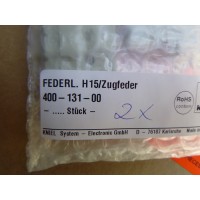 FEDERL. H15/Zugfeder
400-131-00
- ..... Stück -
2x
System - Electronic GmbH D - 76187 Karlsruhe
RoHS